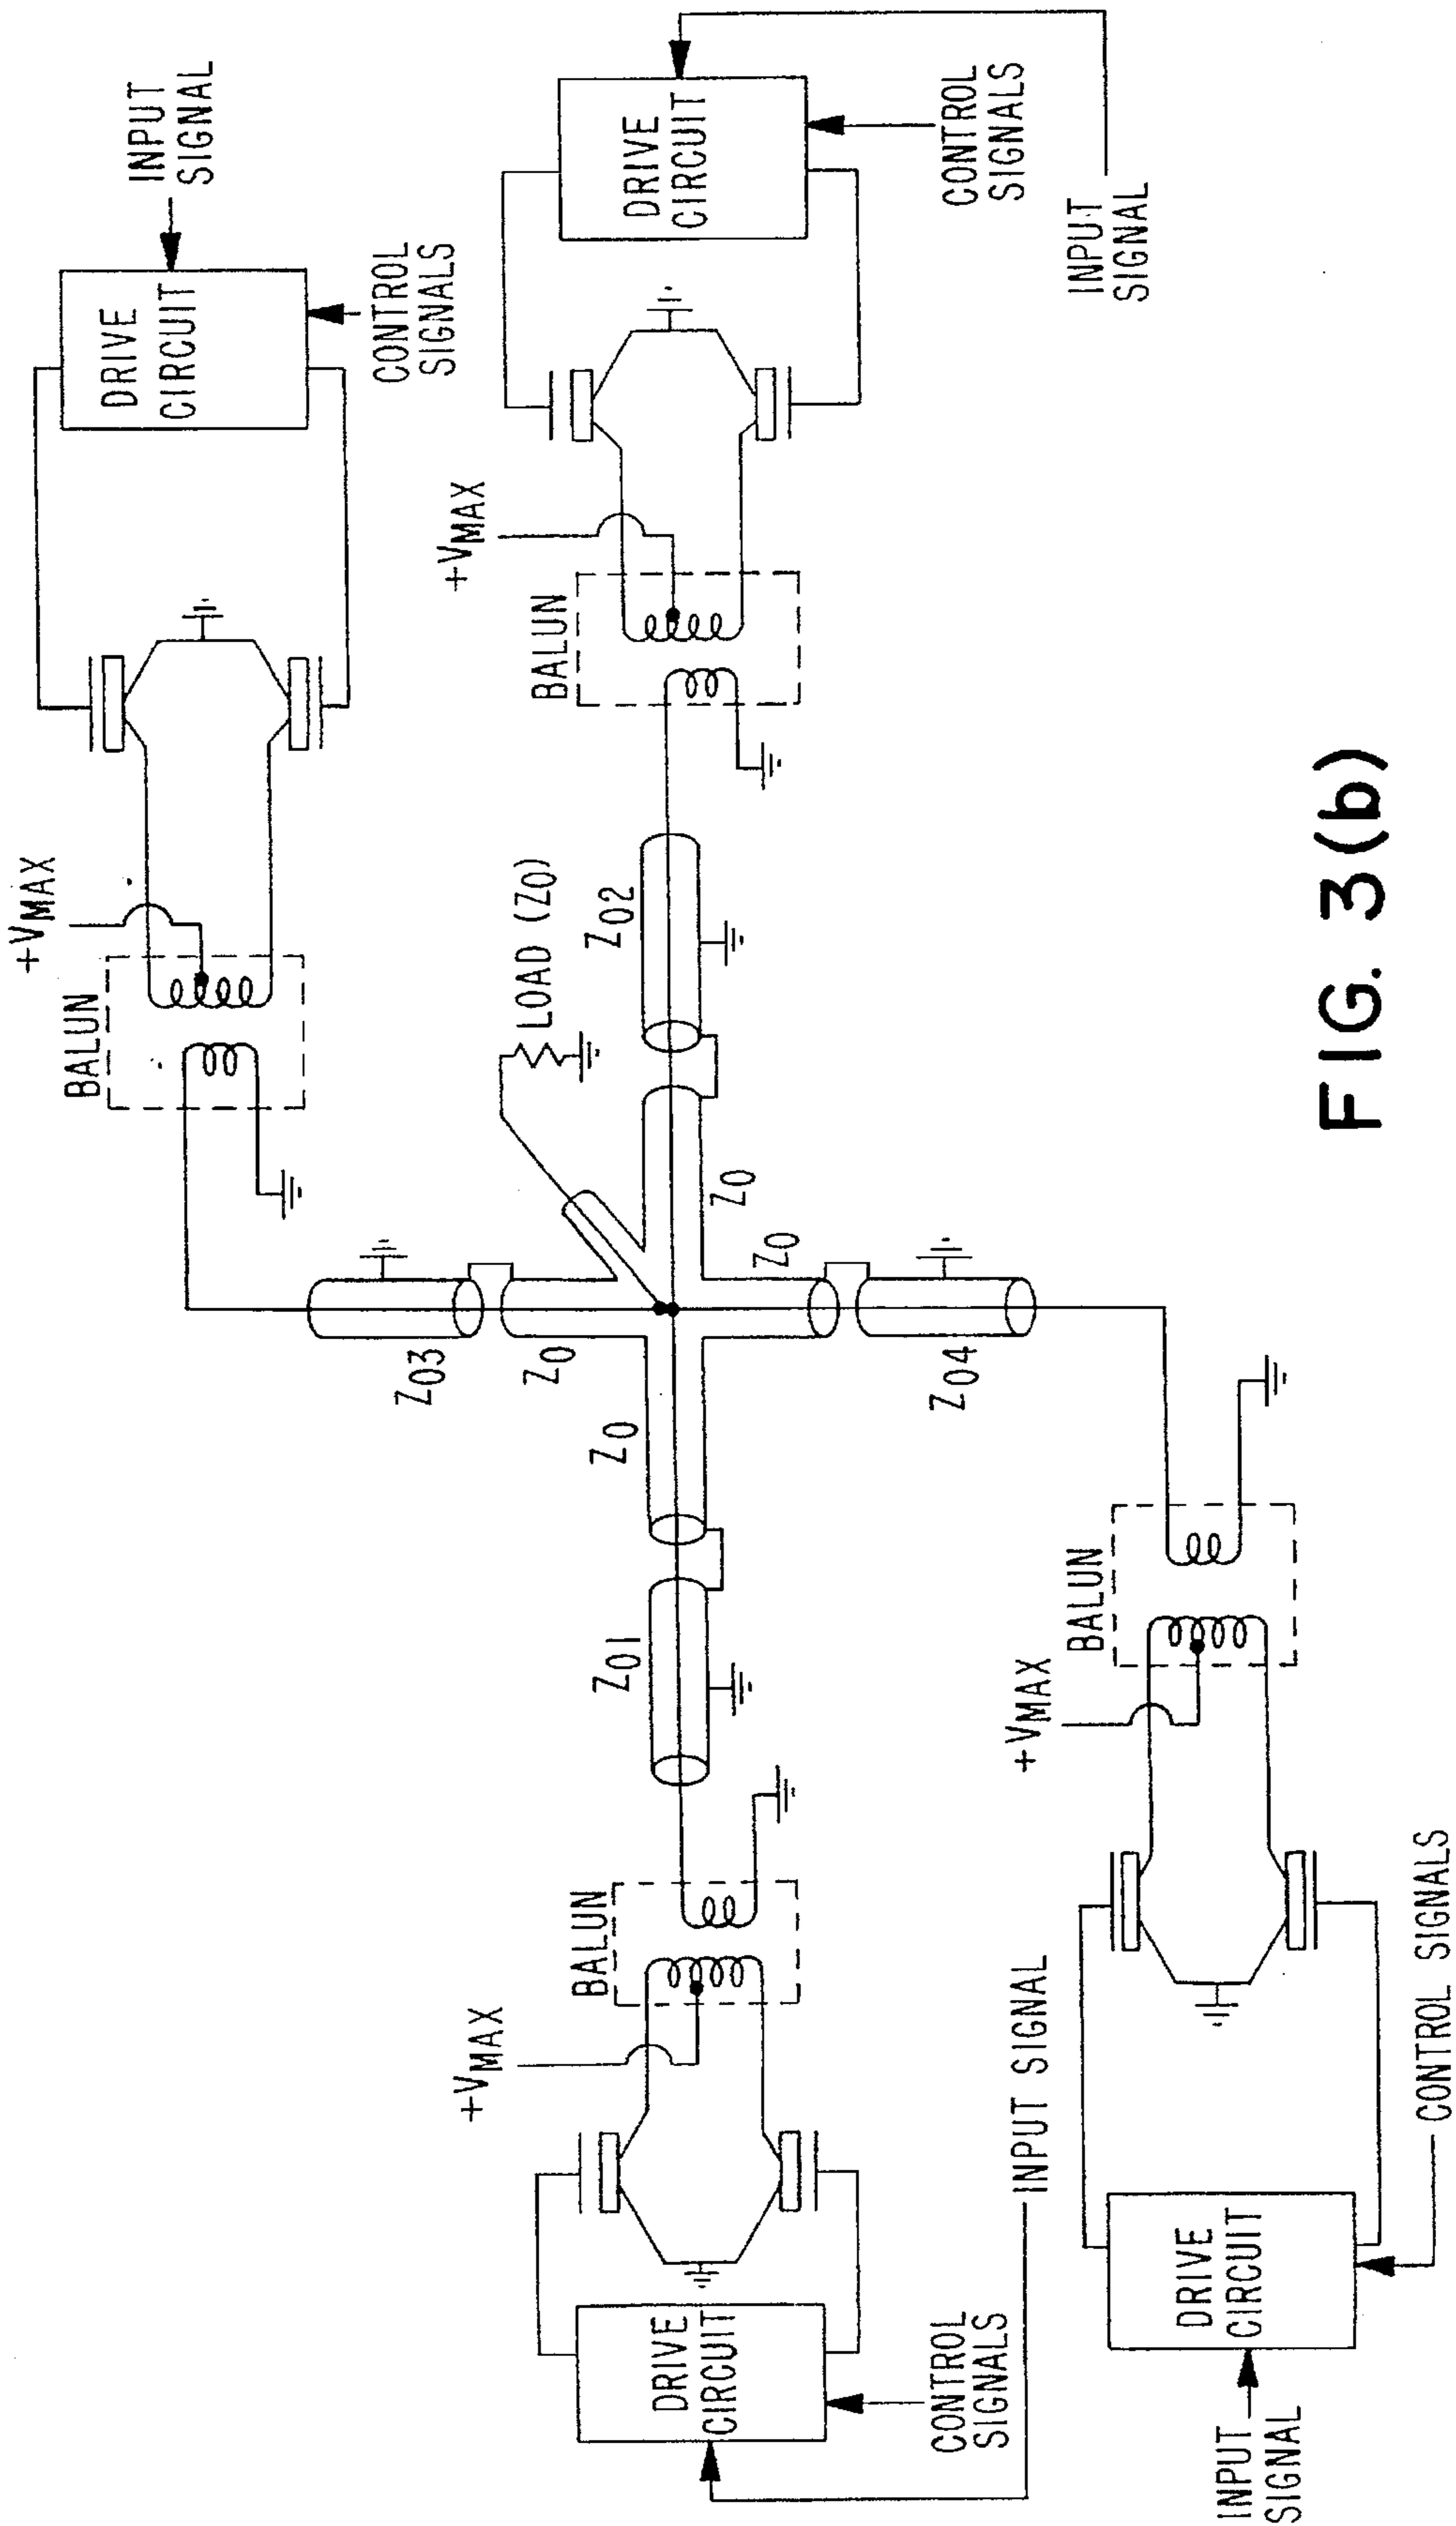 INPUT
SIGNAL
DRIVE
CIRCUIT
CONTROL
SIGNALS
+VMAX
BALUN
DRIVE
CIRCUIT
CONTROL
SIGNALS
INPUT
SIGNAL
+VMAX
BALUN
LOAD (Z0)
Z02
Z0
Z0
Z03
Z0
Z04
Z0
Z01
BALUN
+VMAX
DRIVE
CIRCUIT
CONTROL
SIGNALS
INPUT SIGNAL
BALUN
+VMAX
DRIVE
CIRCUIT
CONTROL SIGNALS
INPUT
SIGNAL
FIG. 3(b)